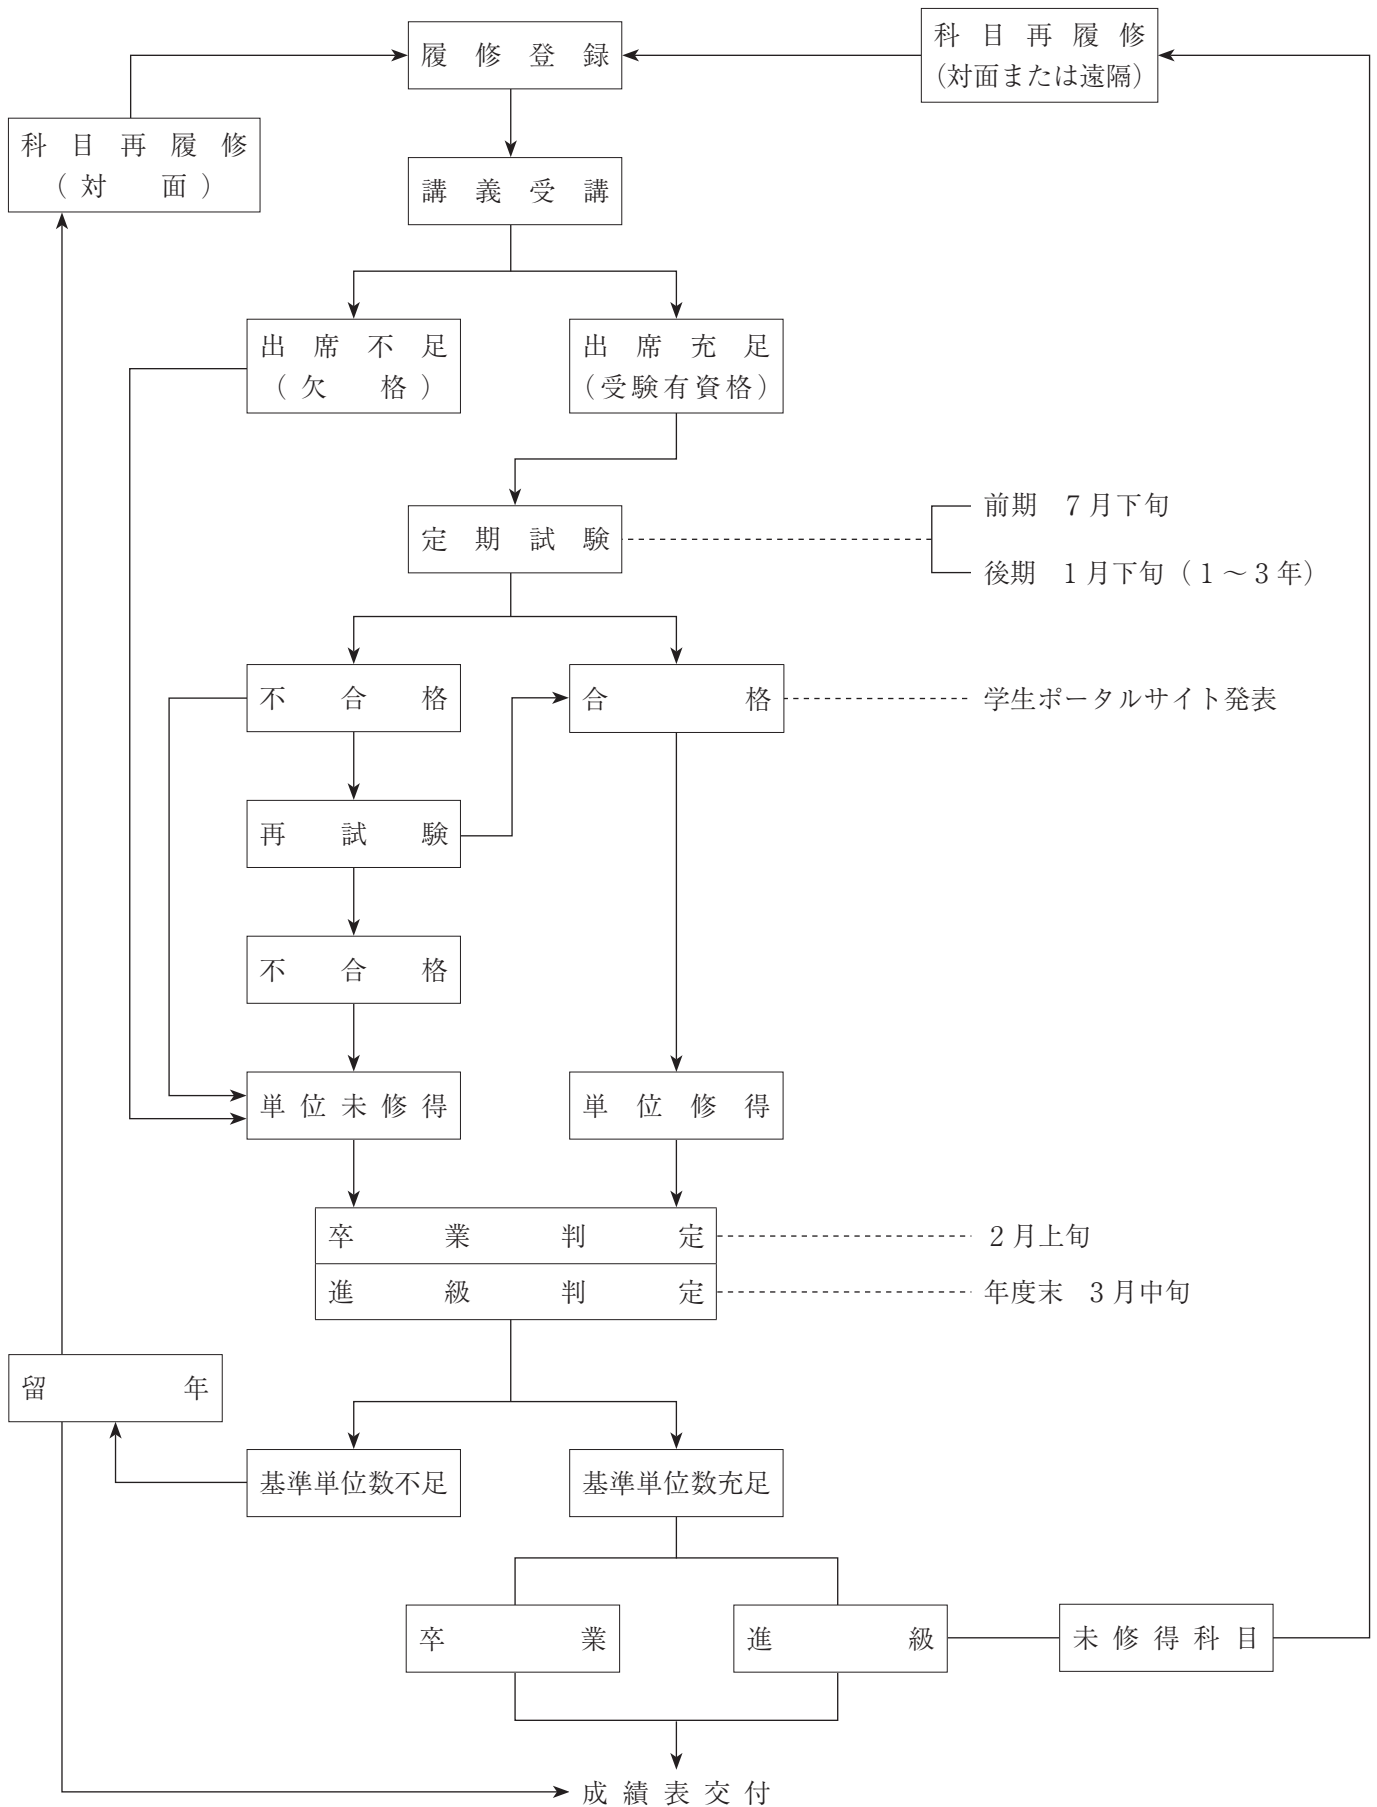 履修登録
科目再履修
（対面または遠隔）
科目再履修
（対面）
講義受講
出席不足
（欠格）
出席充足
（受験有資格）
前期　7月下旬
定期試験
後期　1月下旬（1～3年）
不合格
合格
学生ポータルサイト発表
再試験
不合格
単位未修得
単位修得
卒業判定
2月上旬
進級判定
年度末　3月中旬
留年
基準単位数不足
基準単位数充足
卒業
進級
未修得科目
成績表交付